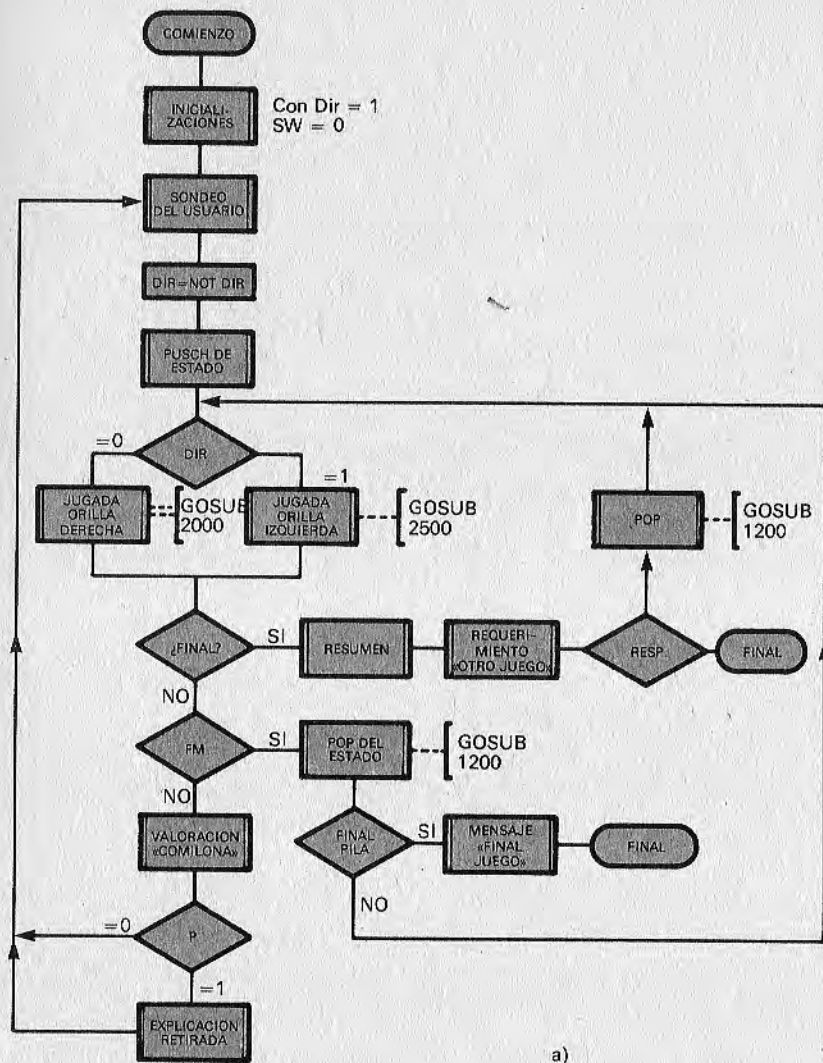 COMIENZO
INICIALI-
ZACIONES
Con Dir = 1
SW = 0
SONDEO
DEL USUARIO
DIR=NOT DIR
PUSCH DE
ESTADO
DIR
=0
=1
JUGADA
ORILLA
DERECHA
GOSUB
2000
JUGADA
ORILLA
IZQUIERDA
GOSUB
2500
POP
GOSUB
1200
¿FINAL?
SI
RESUMEN
REQUERI-
MIENTO
«OTRO JUEGO»
RESP.
FINAL
NO
FM
SI
POP DEL
ESTADO
GOSUB
1200
NO
VALORACION
«COMILONA»
FINAL
PILA
SI
MENSAJE
«FINAL
JUEGO»
FINAL
NO
=0
P
=1
EXPLICACION
RETIRADA
a)